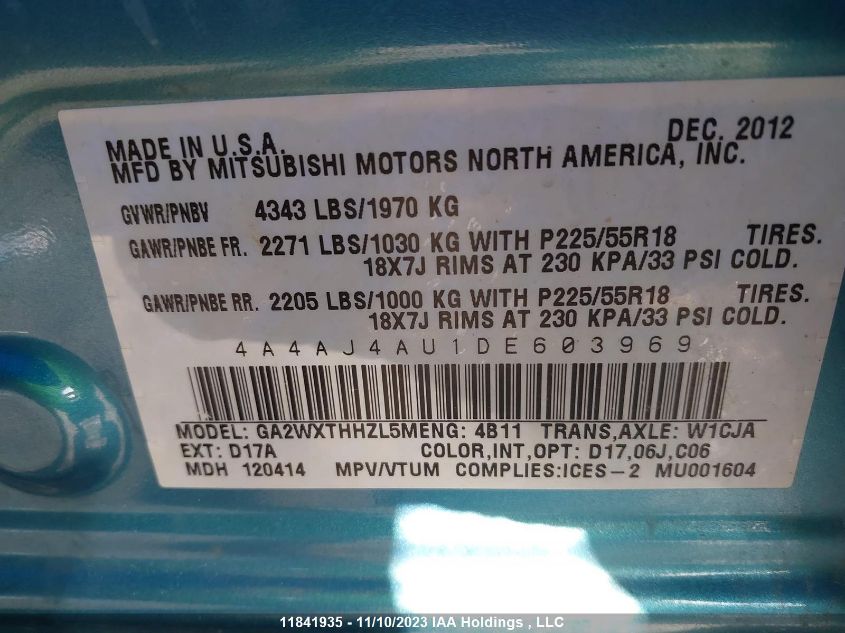 DEC. 2012
MADE IN U.S.A.
MFD BY MITSUBISHI MOTORS NORTH AMERICA, INC.
GVWR/PNBV 4343 LBS/1970 KG
GAWR/PNBE FR. 2271 LBS/1030 KG WITH P225/55R18 TIRES.
18X7J RIMS AT 230 KPA/33 PSI COLD.
GAWR/PNBE RR. 2205 LBS/1000 KG WITH P225/55R18 TIRES.
18X7J RIMS AT 230 KPA/33 PSI COLD.
4A4AJ4AU1DE603969
MODEL: GA2WXTHHZL5MENG: 4B11 TRANS,AXLE: W1CJA
EXT: D17A COLOR,INT,OPT: D17,06J,C06
MDH 120414 MPV/VTUM COMPLIES:ICES-2 MU001604
11841935 - 11/10/2023 IAA Holdings , LLC